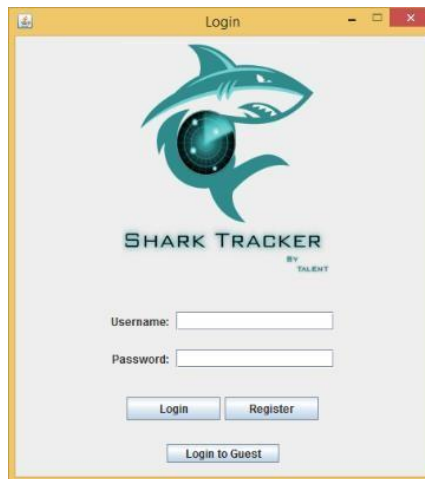 Login
SHARK TRACKER
BY
TALENT
Username:
Password:
Login Register
Login to Guest